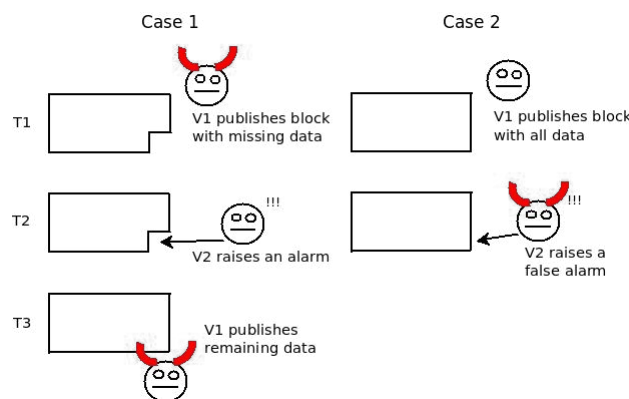 Case 1
Case 2
T1
V1 publishes block
with missing data
V1 publishes block
with all data
T2
!!!
V2 raises an alarm
!!!
V2 raises a
false alarm
T3
V1 publishes
remaining data